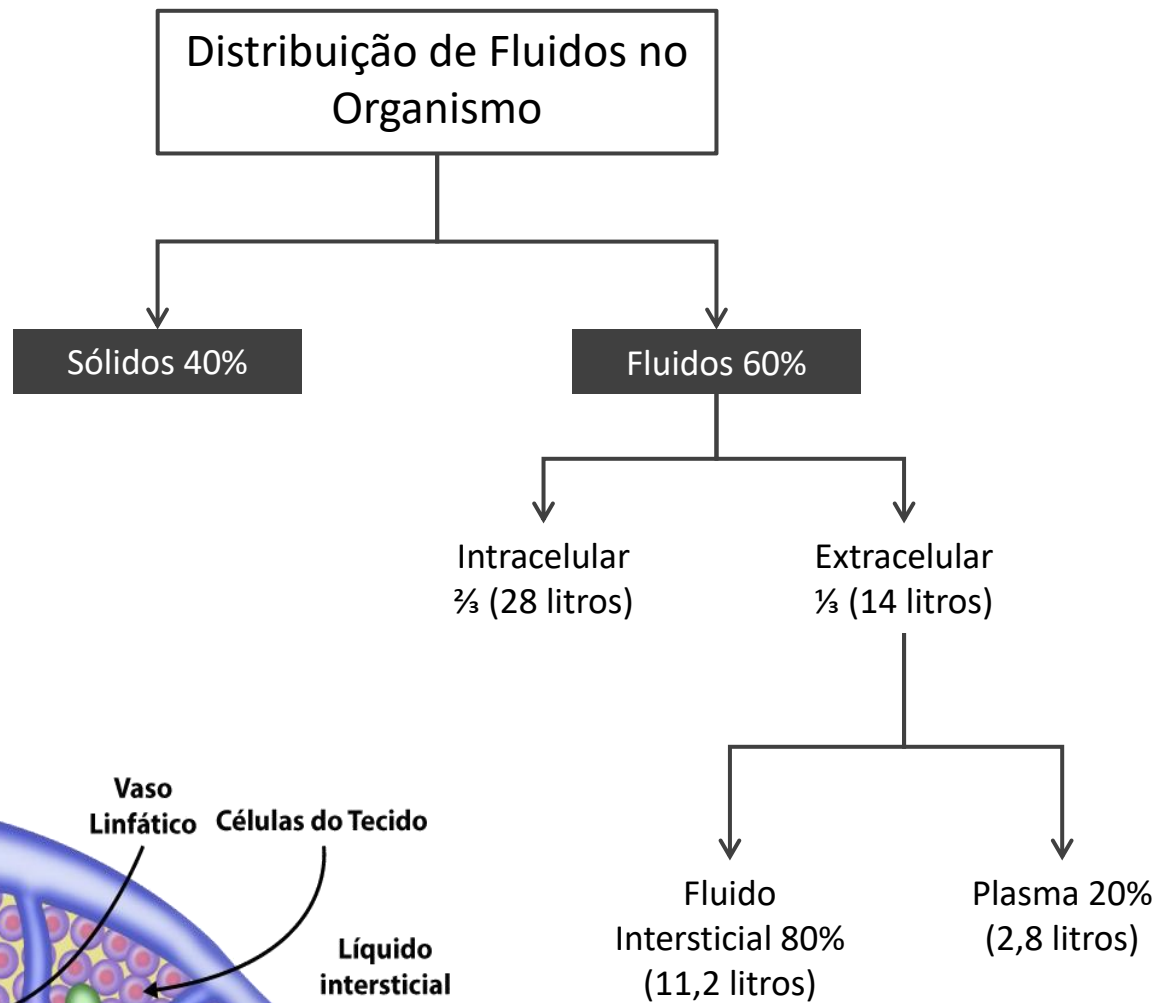 Distribuição de Fluidos no
Organismo
Sólidos 40%
Fluidos 60%
Intracelular
⅔ (28 litros)
Extracelular
⅓ (14 litros)
Vaso
Linfático
Células do Tecido
Líquido
intersticial
Fluido
Intersticial 80%
(11,2 litros)
Plasma 20%
(2,8 litros)